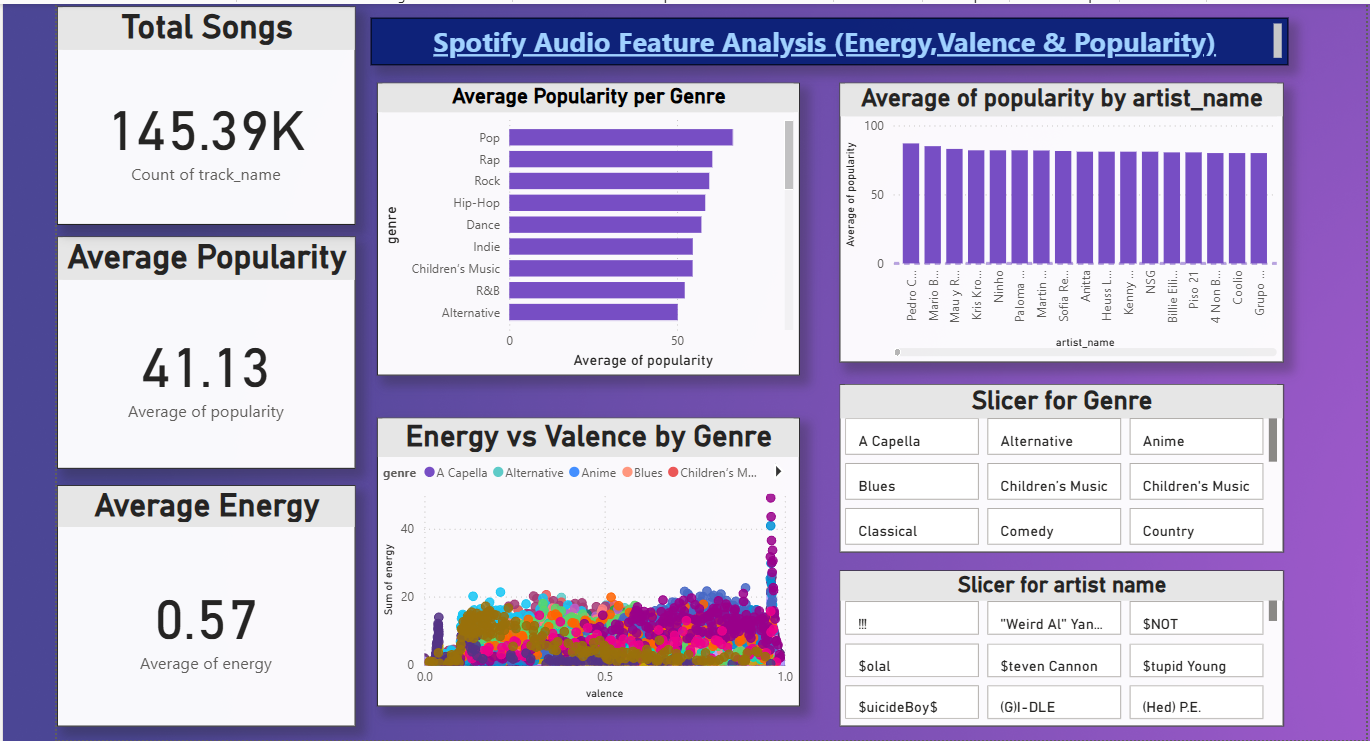 Total Songs
145.39K
Count of track_name
Average Popularity
41.13
Average of popularity
Average Energy
0.57
Average of energy
Spotify Audio Feature Analysis (Energy,Valence & Popularity)
Average Popularity per Genre
genre
Pop
Rap
Rock
Hip-Hop
Dance
Indie
Children’s Music
R&B
Alternative
0 50
Average of popularity
Average of popularity by artist_name
Average of popularity
100
50
0
Pedro C...
Mario B...
Mau y R...
Kris Kro...
Ninho
Paloma ...
Martin ...
Sofia Re...
Anitta
Heuss L...
Kenny ...
NSG
Billie Eili...
Piso 21
4 Non B...
Coolio
Grupo ...
artist_name
Energy vs Valence by Genre
genre A Capella Alternative Anime Blues Children's M...
Sum of energy
40
20
0
0.0 0.5 1.0
valence
Slicer for Genre
A Capella Alternative Anime
Blues Children’s Music Children's Music
Classical Comedy Country
Slicer for artist name
!!! "Weird Al" Yan... $NOT
$olal $teven Cannon $tupid Young
$uicideBoy$ (G)I-DLE (Hed) P.E.